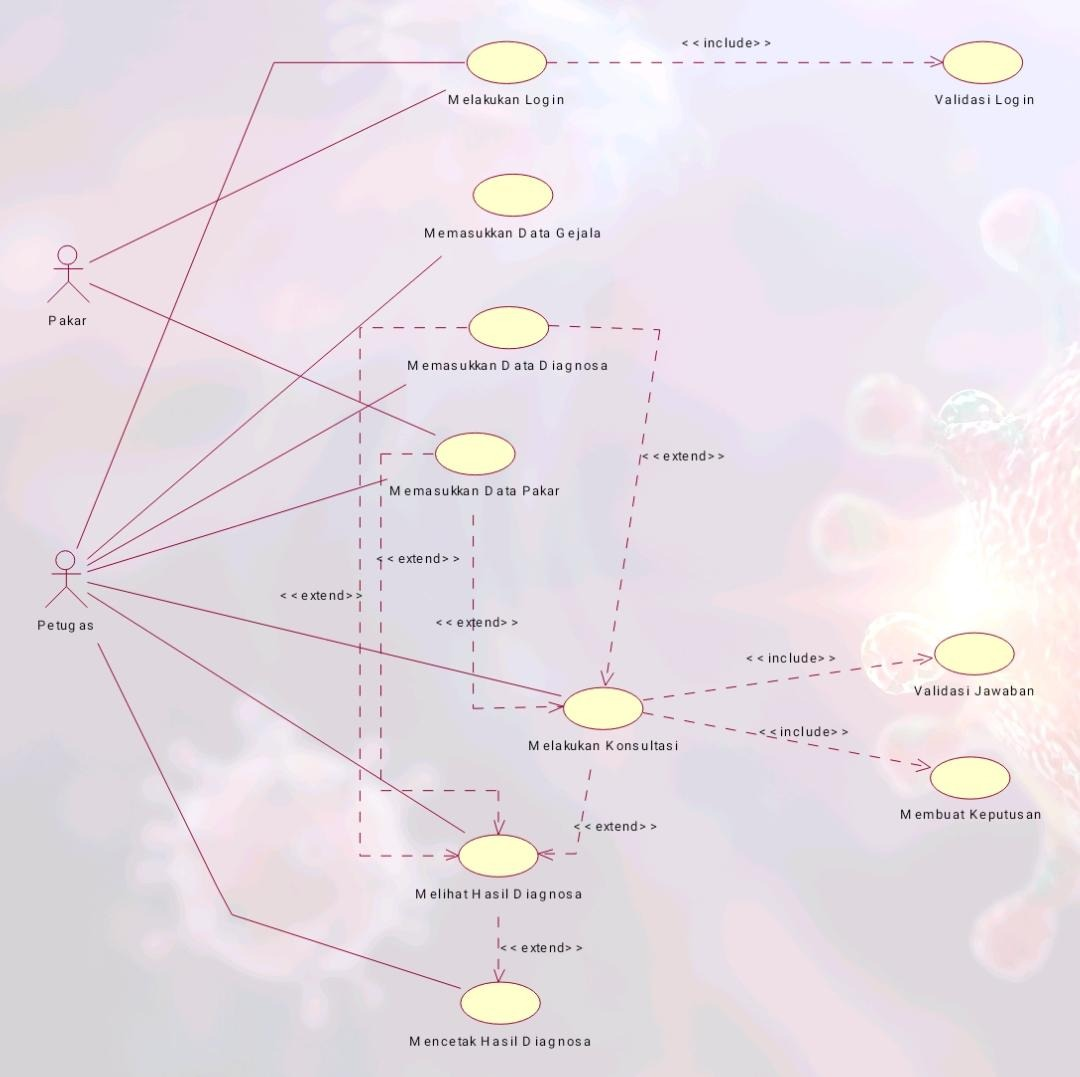 <<include>>
Melakukan Login
Validasi Login
Memasukkan Data Gejala
Pakar
Memasukkan Data Diagnosa
<<extend>>
Memasukkan Data Pakar
<<extend>>
<<extend>>
<<extend>>
Petugas
<<include>>
Validasi Jawaban
<<include>>
Melakukan Konsultasi
Membuat Keputusan
<<extend>>
Melihat Hasil Diagnosa
<<extend>>
Mencetak Hasil Diagnosa